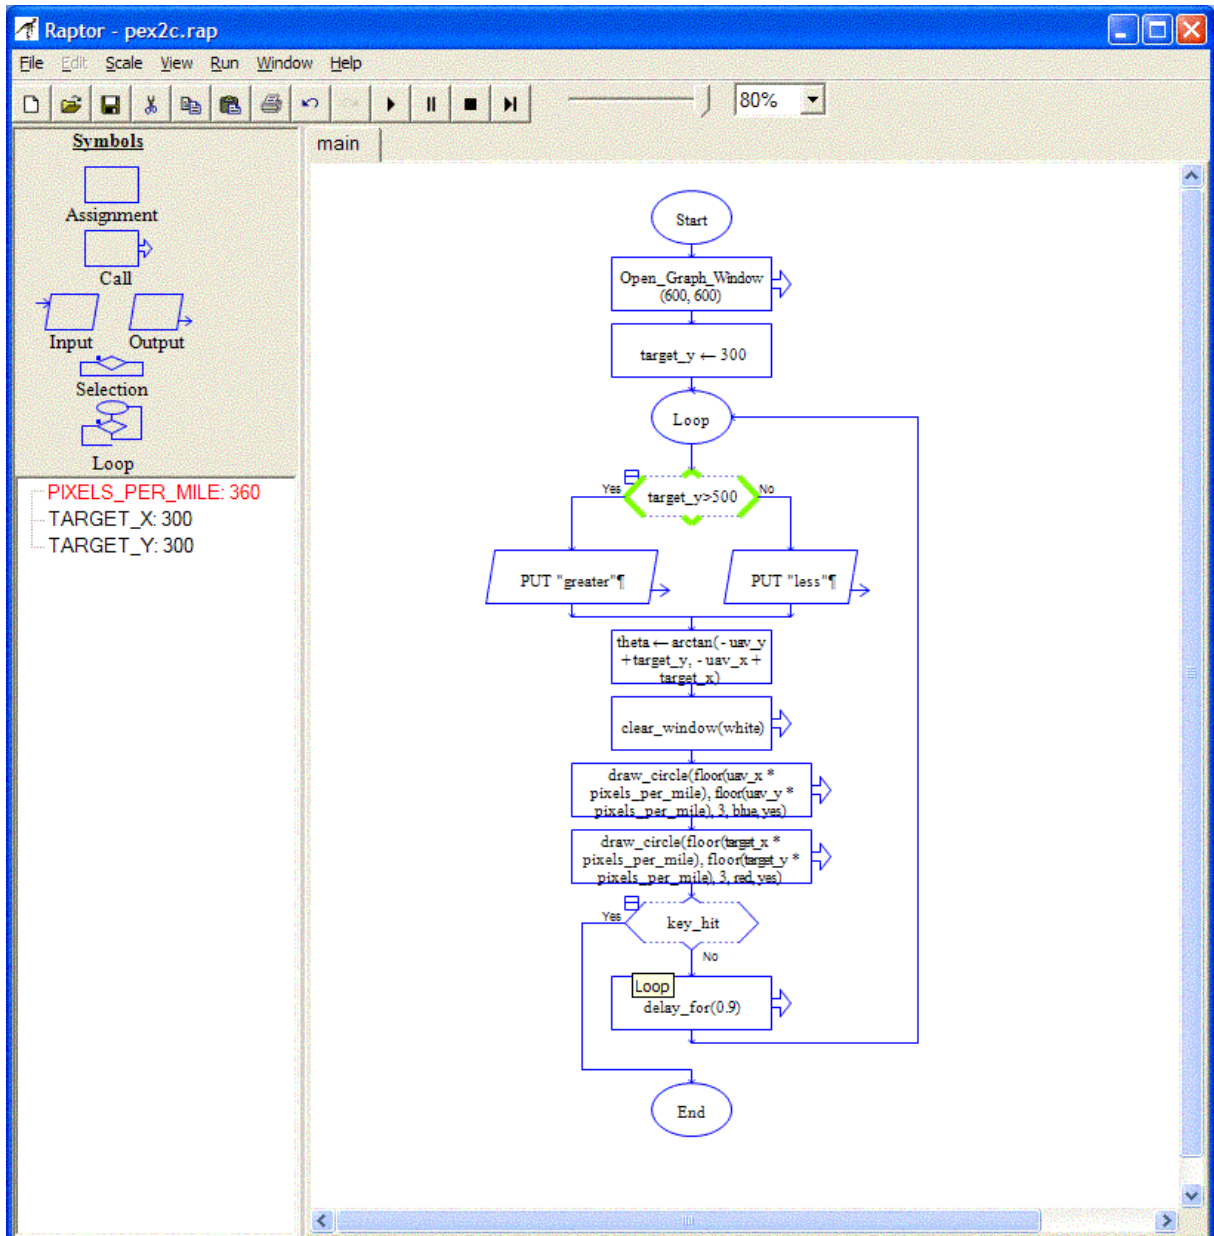 Raptor - pex2c.rap
File Edit Scale View Run Window Help
80%
Symbols
Assignment
Call
Input Output
Selection
Loop
PIXELS_PER_MILE: 360
TARGET_X: 300
TARGET_Y: 300
main
Start
Open_Graph_Window
(600, 600)
target_y ← 300
Loop
Yes target_y>500 No
PUT "greater"¶ PUT "less"¶
theta ← arctan( - uav_y
+target_y, - uav_x +
target_x)
clear_window(white)
draw_circle(floor(uav_x *
pixels_per_mile), floor(uav_y *
pixels_per_mile), 3, blue, yes)
draw_circle(floor(target_x *
pixels_per_mile), floor(target_y *
pixels_per_mile), 3, red, yes)
Yes key_hit
No
Loop
delay_for(0.9)
End